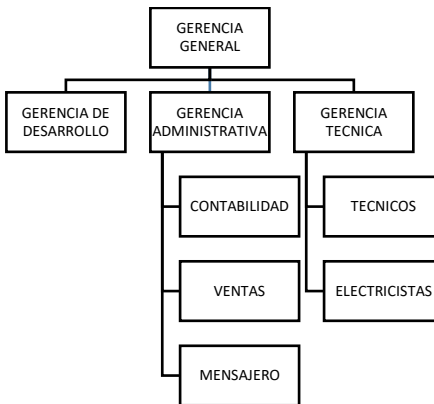 GERENCIA
GENERAL
GERENCIA DE
DESARROLLO
GERENCIA
ADMINISTRATIVA
GERENCIA
TECNICA
CONTABILIDAD
TECNICOS
VENTAS
ELECTRICISTAS
MENSAJERO